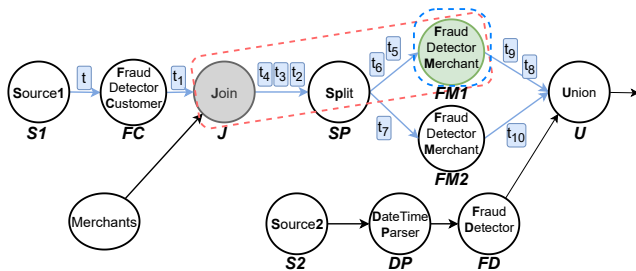 Source1
S1
t
Fraud
Detector
Customer
FC
t1
Join
J
t4 t3 t2
Split
SP
t6 t5
t7
Fraud
Detector
Merchant
FM1
Fraud
Detector
Merchant
FM2
t9 t8
t10
Union
U
Merchants
Source2
S2
DateTime
Parser
DP
Fraud
Detector
FD